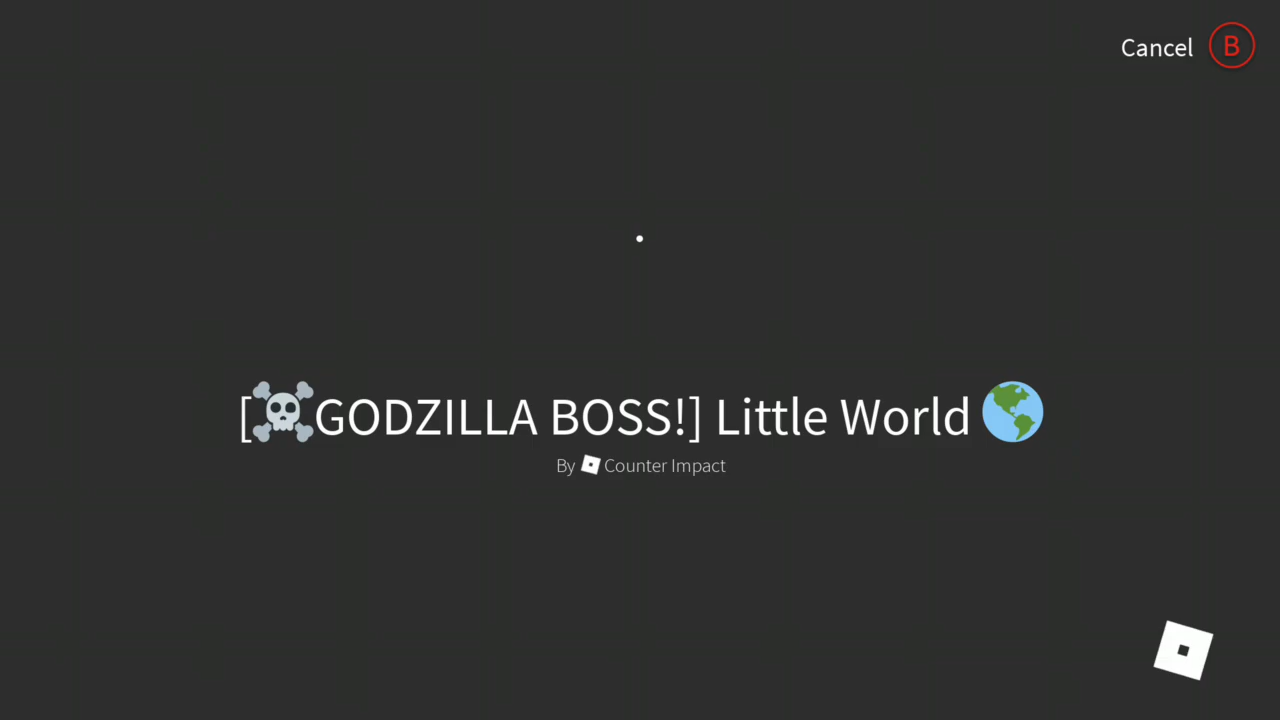 Cancel B
[☠️GODZILLA BOSS!] Little World 🌎
By Counter Impact